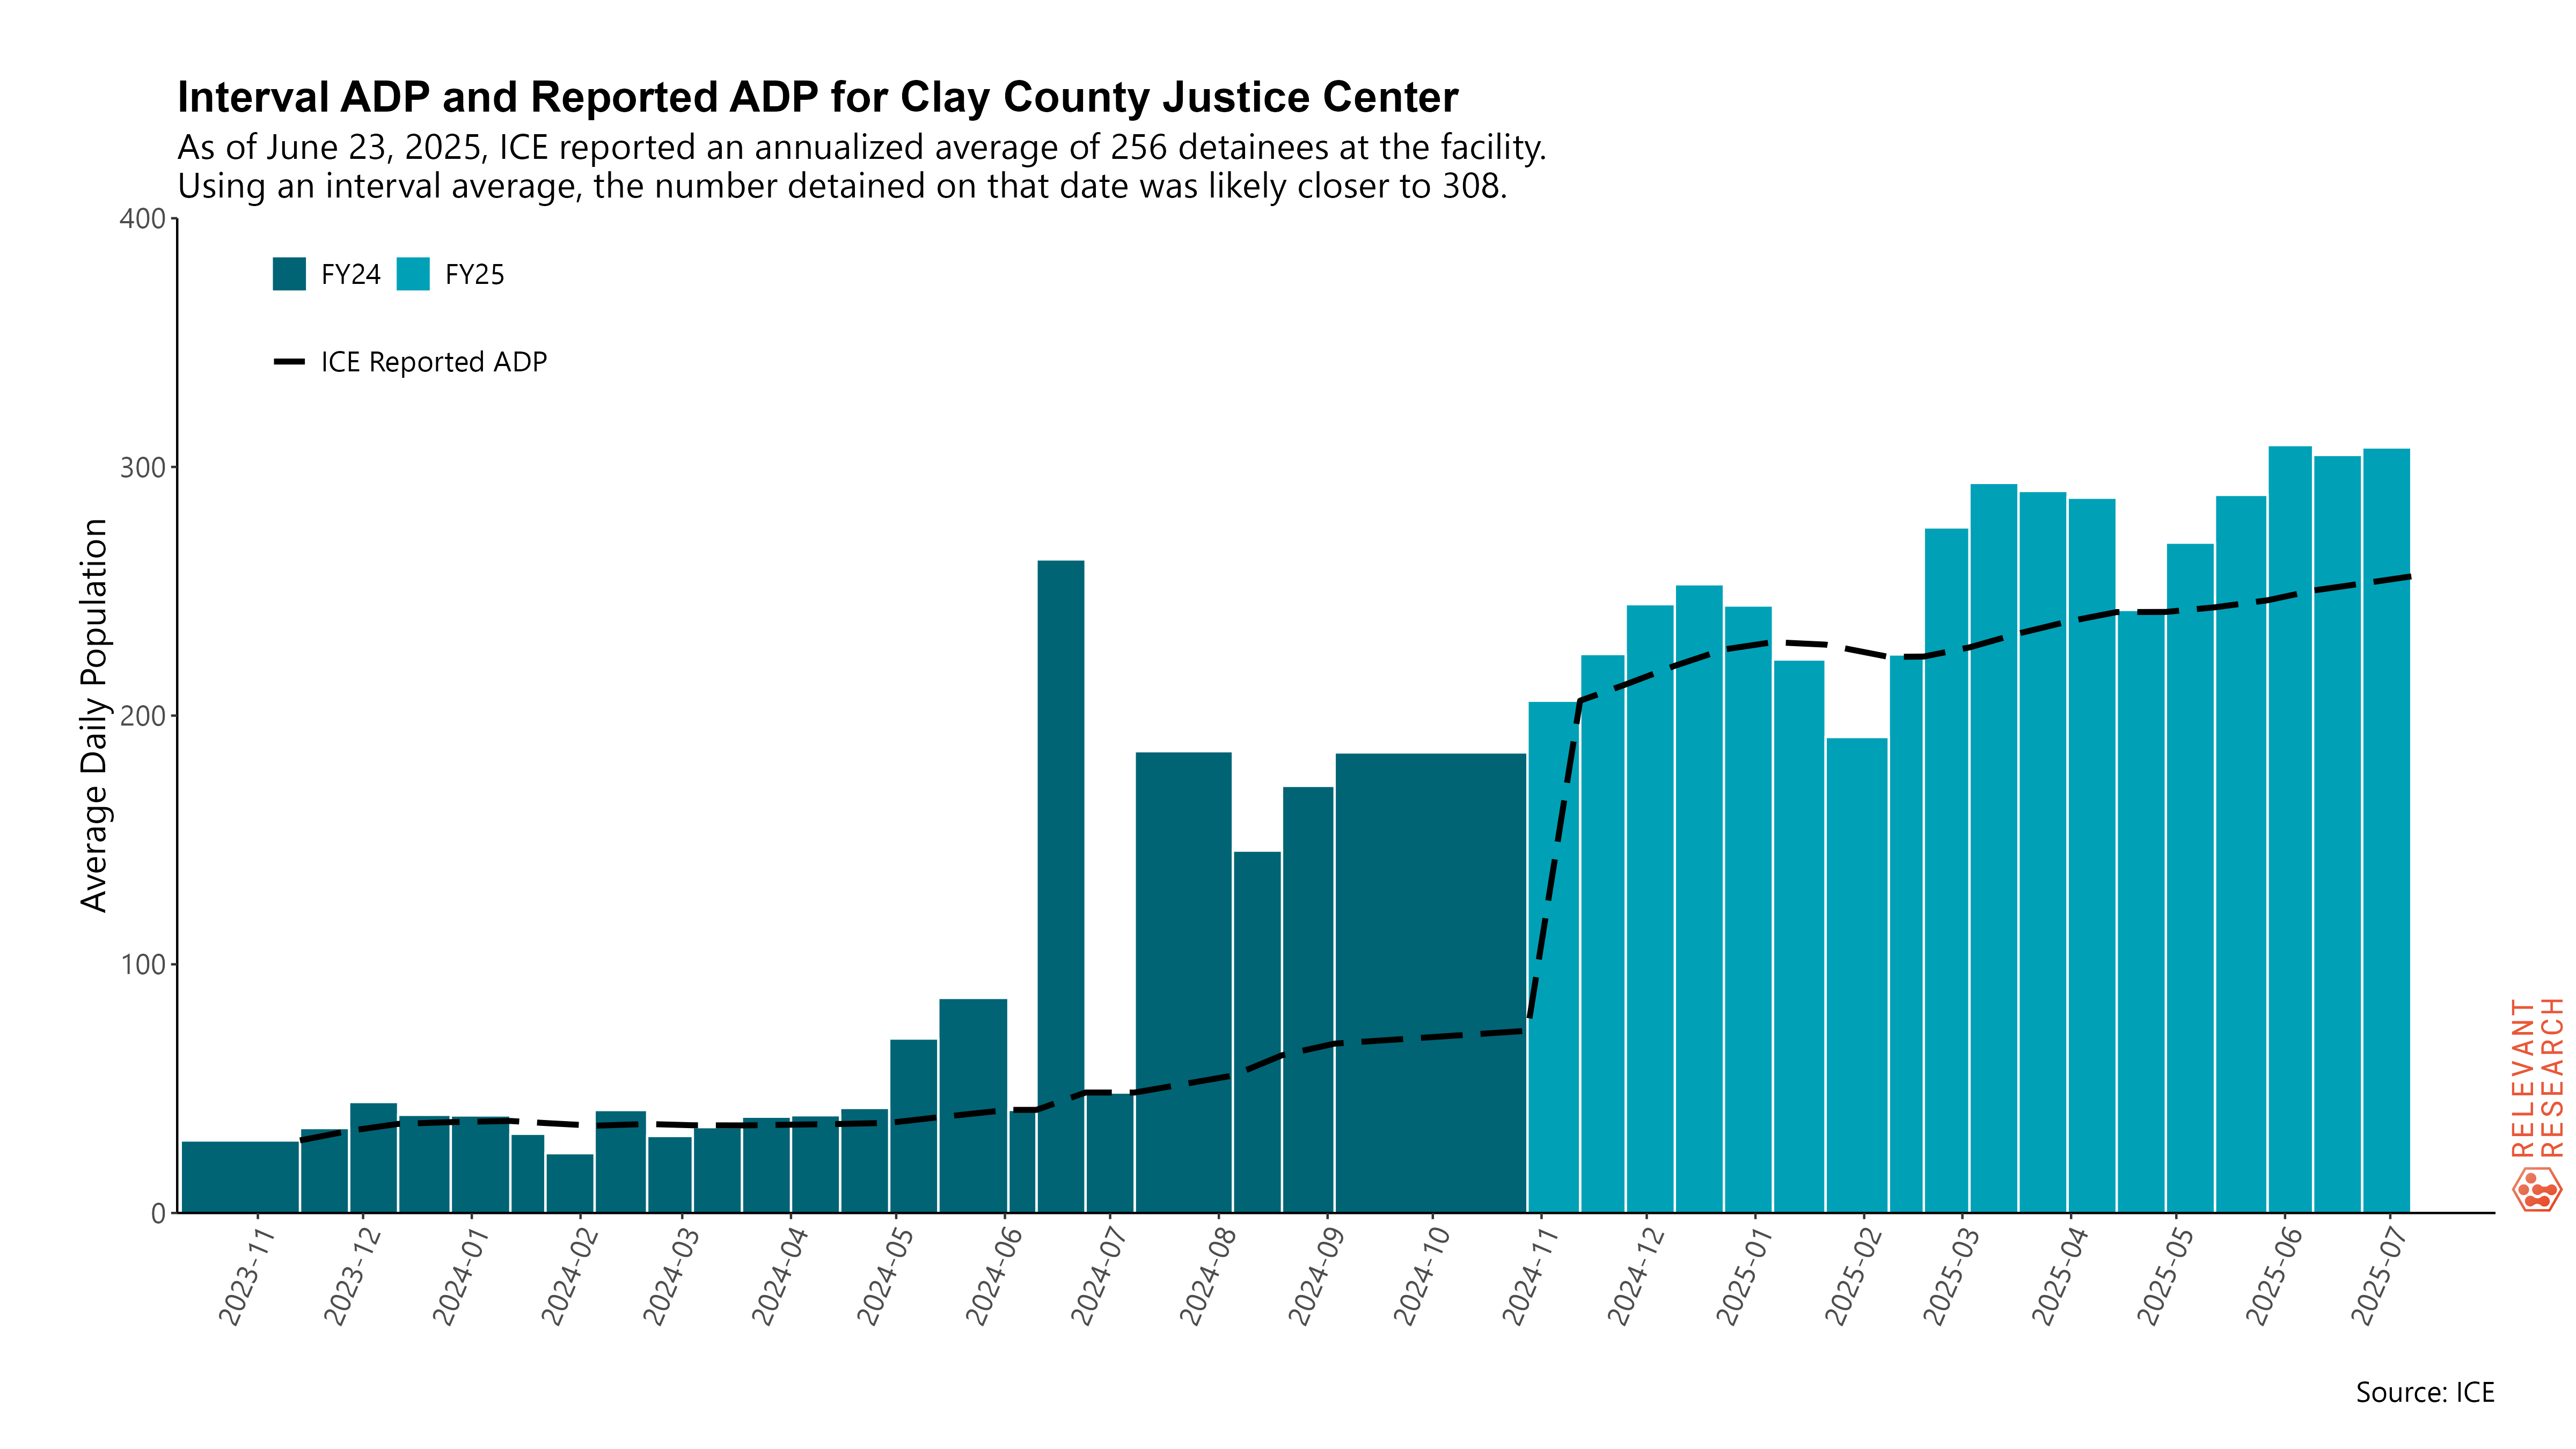 Interval ADP and Reported ADP for Clay County Justice Center
As of June 23, 2025, ICE reported an annualized average of 256 detainees at the facility.
Using an interval average, the number detained on that date was likely closer to 308.
400
300
200
100
0
Average Daily Population
FY24
FY25
ICE Reported ADP
2023-11
2023-12
2024-01
2024-02
2024-03
2024-04
2024-05
2024-06
2024-07
2024-08
2024-09
2024-10
2024-11
2024-12
2025-01
2025-02
2025-03
2025-04
2025-05
2025-06
2025-07
RELEVANT
RESEARCH
Source: ICE